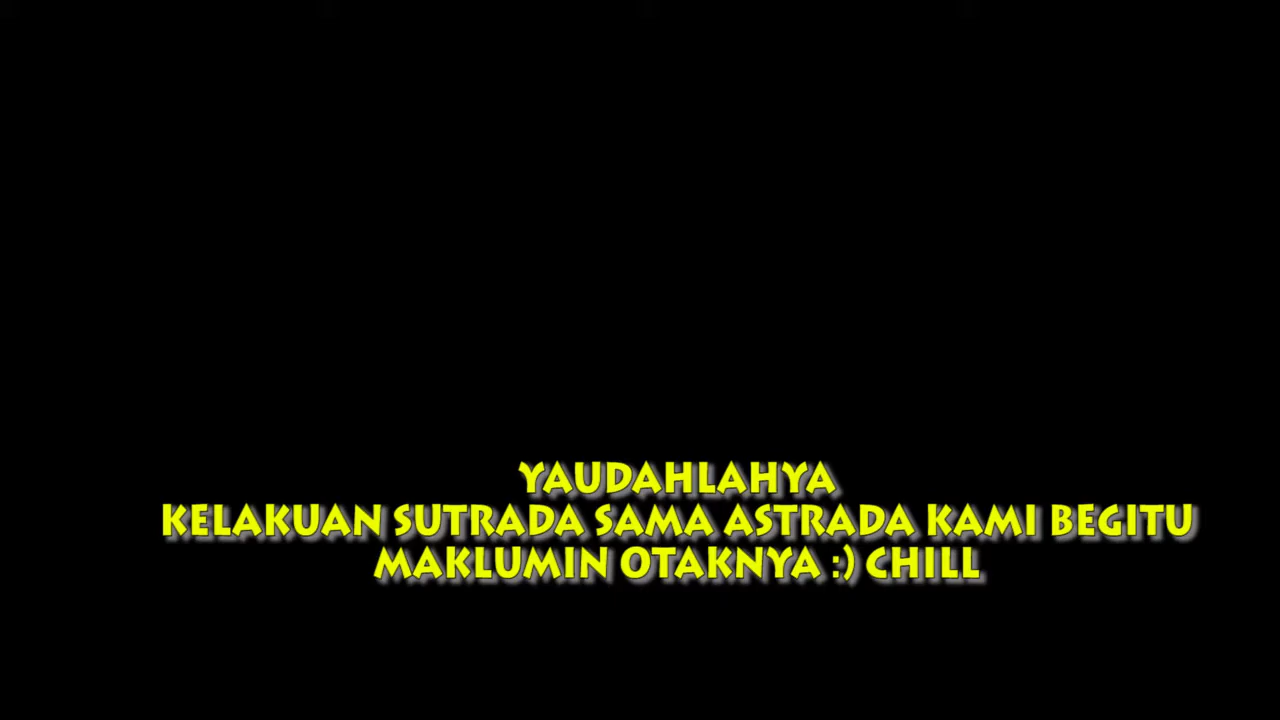 YAUDAHLAHYA
KELAKUAN SUTRADA SAMA ASTRADA KAMI BEGITU
MAKLUMIN OTAKNYA :) CHILL